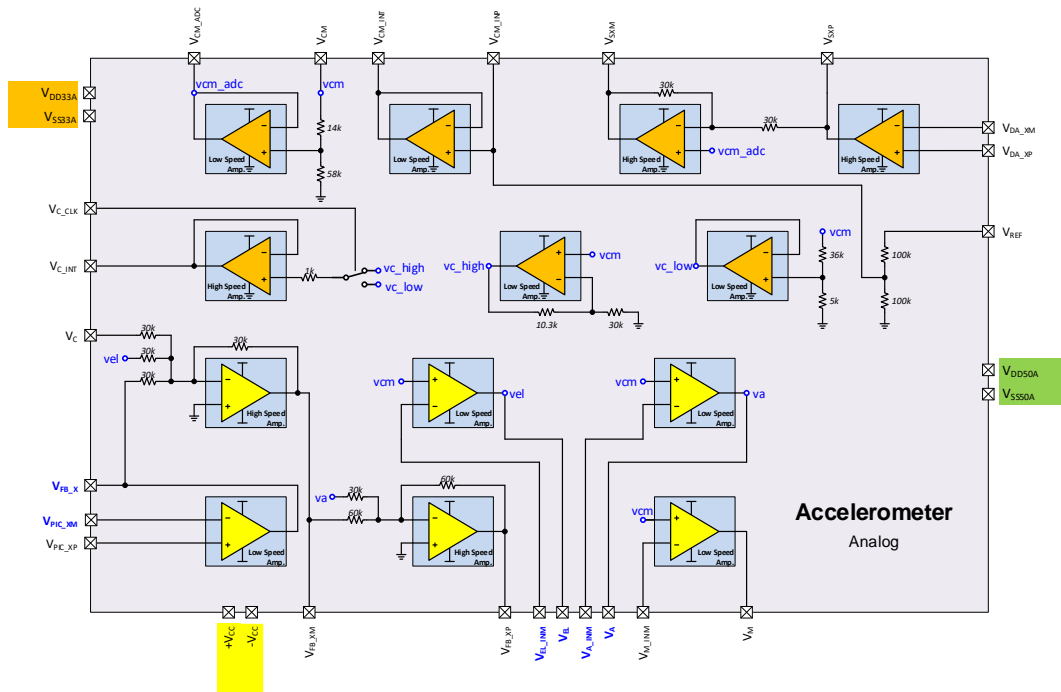 VCM_ADC
VCM
VCM_INT
VCM_INP
VSXM
VSXP
VDD33A
VSS33A
vcm_adc
vcm
30k
14k
30k
58k
vcm_adc
Low Speed
Amp.
Low Speed
Amp.
High Speed
Amp.
High Speed
Amp.
VDA_XM
VDA_XP
VC_CLK
VC_INT
VREF
Low Speed
Amp.
1k
vc_high
vc_low
vc_high
vcm
Low Speed
Amp.
10.3k
30k
vc_low
Low Speed
Amp.
vcm
36k
5k
100k
100k
VC
30k
vel
30k
30k
30k
High Speed
Amp.
vcm
Low Speed
Amp.
vel
vcm
Low Speed
Amp.
va
VDD50A
VSS50A
VFB_X
VPIC_XM
VPIC_XP
Low Speed
Amp.
va
30k
60k
60k
High Speed
Amp.
vcm
Low Speed
Amp.
Accelerometer
Analog
+VCC
-VCC
VFB_XM
VFB_XP
VEL_INM
VEL
VA_INM
VA
VM_INM
VM